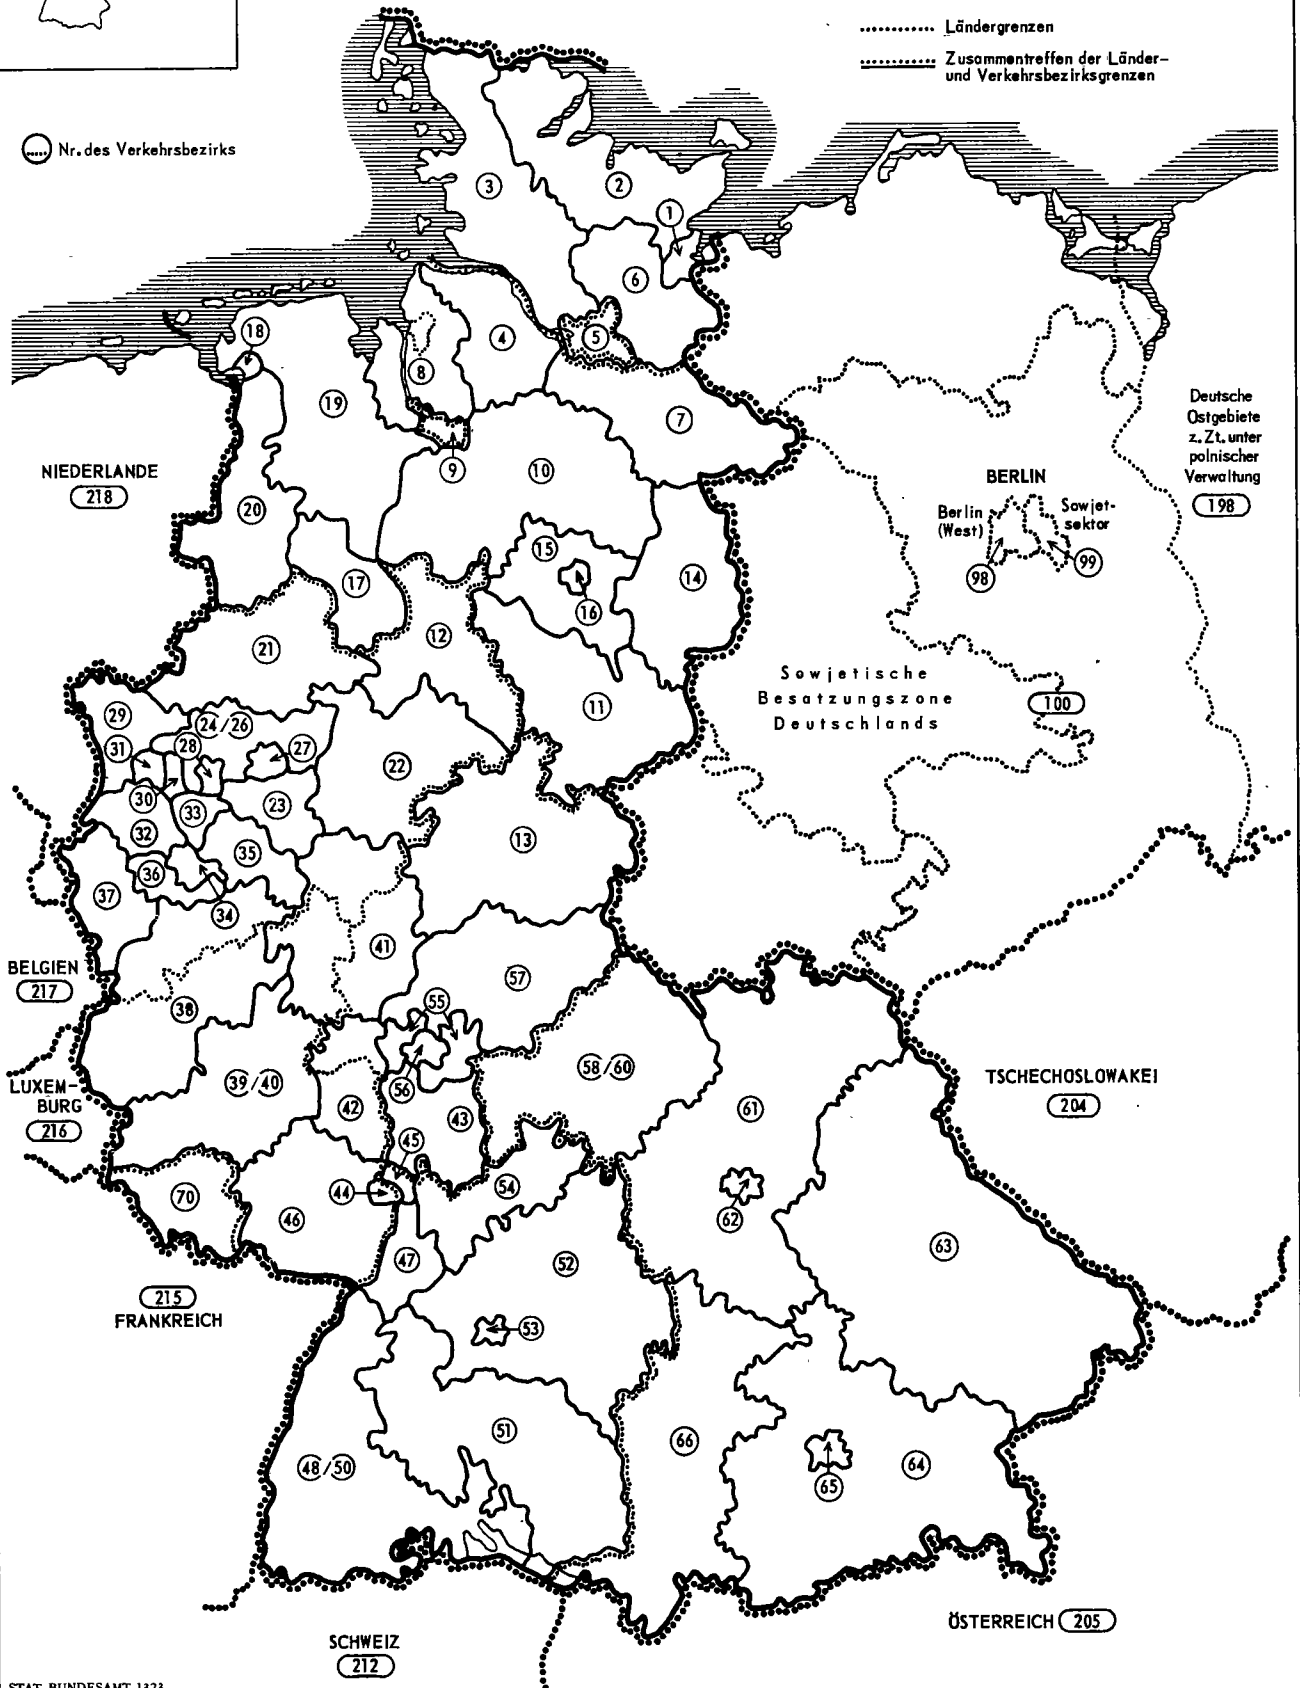 Ländergrenzen
Zusammentreffen der Länder-
und Verkehrsbezirksgrenzen
Nr. des Verkehrsbezirks
3
2
1
6
18
4
5
8
19
7
Deutsche
Ostgebiete
z. Zt. unter
polnischer
Verwaltung
198
9
10
NIEDERLANDE
218
BERLIN
Berlin
(West)
Sowjet-
sektor
98
99
20
15
17
14
16
12
21
11
Sowjetische
Besatzungszone
Deutschlands
100
29
24/26
31
28
27
22
30
33
23
32
13
35
36
37
34
41
BELGIEN
217
57
38
55
56
58/60
39/40
LUXEM-
BURG
216
42
43
61
TSCHECHOSLOWAKEI
204
45
44
54
70
46
62
47
52
63
215
FRANKREICH
53
51
66
48/50
64
65
ÖSTERREICH 205
SCHWEIZ
212
STAT. BUNDESAMT 1323